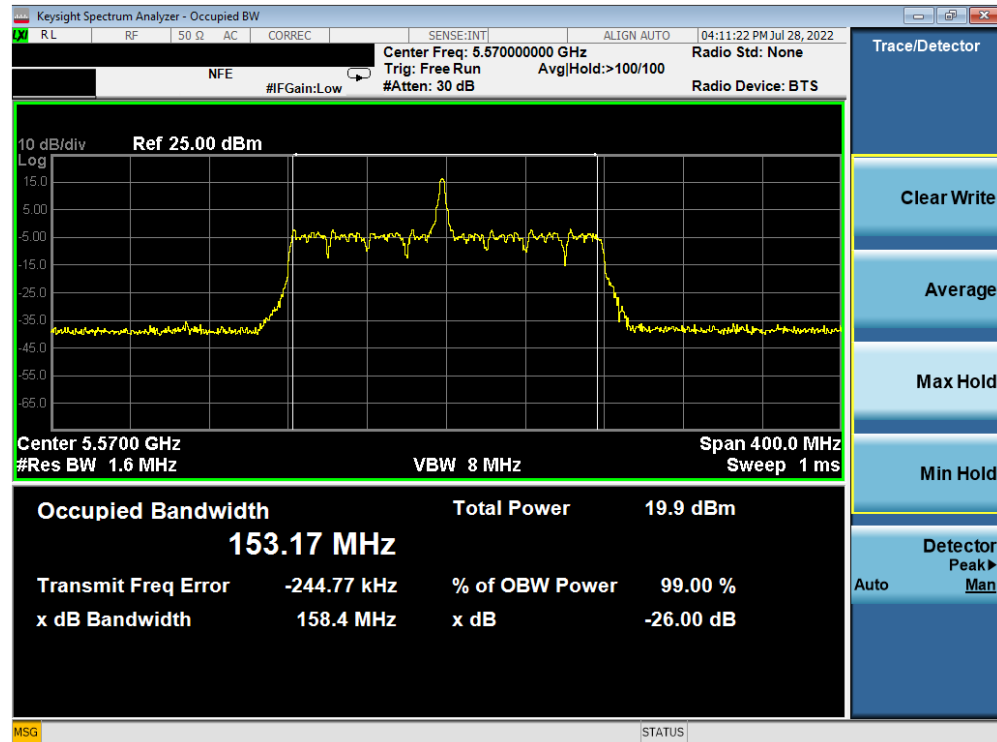 Keysight Spectrum Analyzer - Occupied BW
LXI RL RF 50 Ω AC CORREC SENSE:INT ALIGN AUTO 04:11:22 PM Jul 28, 2022
Center Freq: 5.570000000 GHz Radio Std: None
NFE Trig: Free Run Avg|Hold:>100/100
#IFGain:Low #Atten: 30 dB Radio Device: BTS
10 dB/div Ref 25.00 dBm
Log
15.0
5.00
-5.00
-15.0
-25.0
-35.0
-45.0
-55.0
-65.0
Center 5.5700 GHz Span 400.0 MHz
#Res BW 1.6 MHz VBW 8 MHz Sweep 1 ms
Occupied Bandwidth Total Power 19.9 dBm
153.17 MHz
Transmit Freq Error -244.77 kHz % of OBW Power 99.00 %
x dB Bandwidth 158.4 MHz x dB -26.00 dB
MSG STATUS
Trace/Detector
Clear Write
Average
Max Hold
Min Hold
Detector
Peak▶
Auto Man